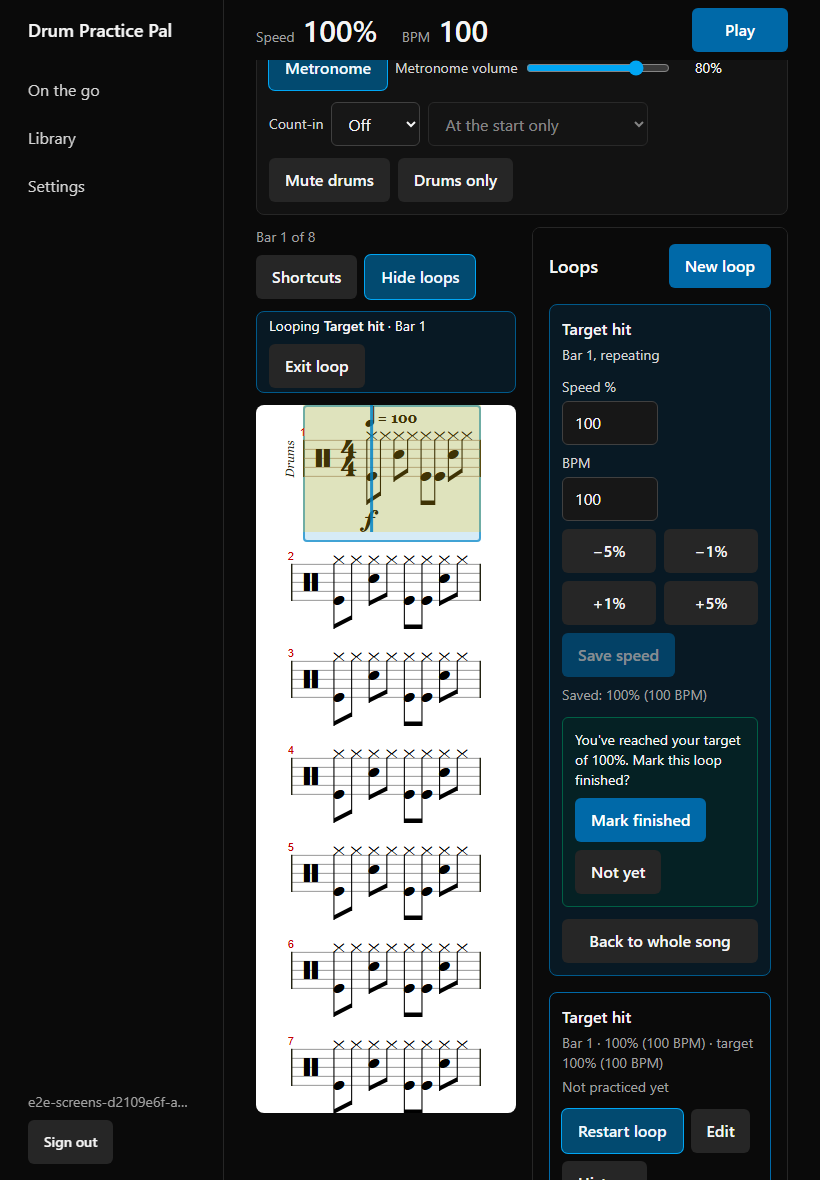 Drum Practice Pal
On the go
Library
Settings
e2e-screens-d2109e6f-a...
Sign out
Speed 100% BPM 100
Play
Metronome Metronome volume 80%
Count-in Off At the start only
Mute drums Drums only
Bar 1 of 8
Shortcuts Hide loops
Looping Target hit · Bar 1
Exit loop
= 100
1
Drums
4
4
f
2
3
4
5
6
7
Loops New loop
Target hit
Bar 1, repeating
Speed %
100
BPM
100
−5% −1%
+1% +5%
Save speed
Saved: 100% (100 BPM)
You've reached your target
of 100%. Mark this loop
finished?
Mark finished
Not yet
Back to whole song
Target hit
Bar 1 · 100% (100 BPM) · target
100% (100 BPM)
Not practiced yet
Restart loop Edit